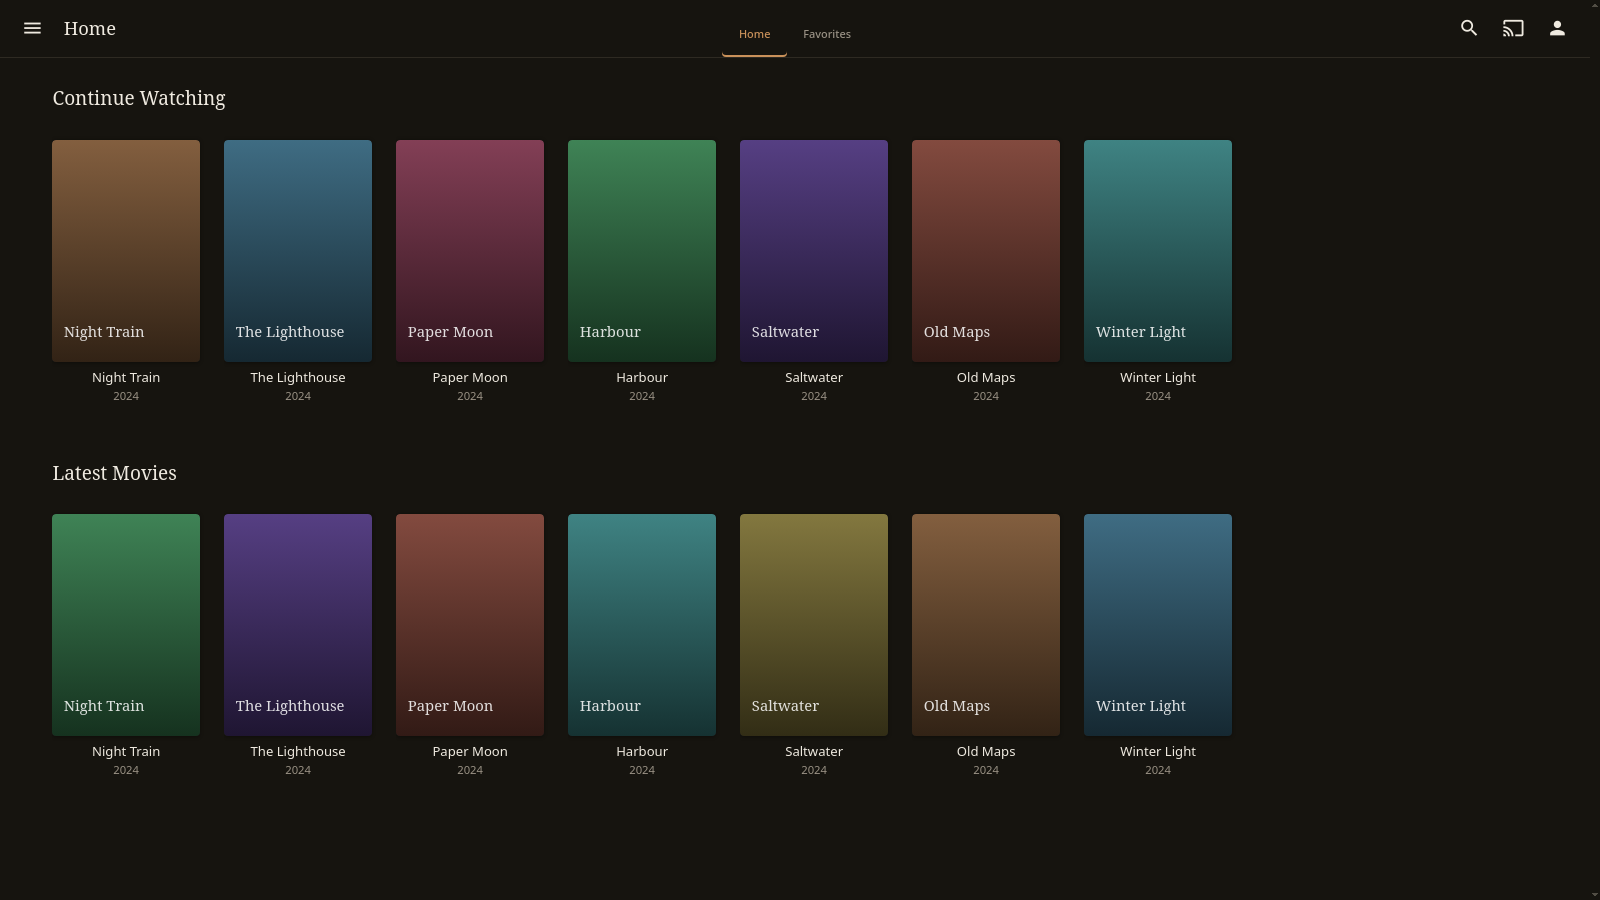 Home
Home Favorites
Continue Watching
Night Train The Lighthouse Paper Moon Harbour Saltwater Old Maps Winter Light
Night Train The Lighthouse Paper Moon Harbour Saltwater Old Maps Winter Light
2024 2024 2024 2024 2024 2024 2024
Latest Movies
Night Train The Lighthouse Paper Moon Harbour Saltwater Old Maps Winter Light
Night Train The Lighthouse Paper Moon Harbour Saltwater Old Maps Winter Light
2024 2024 2024 2024 2024 2024 2024